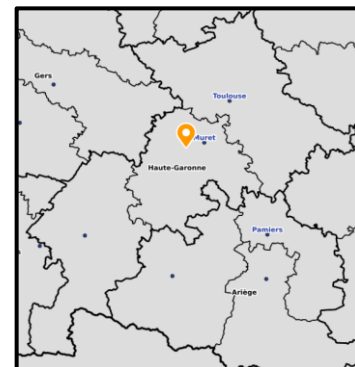 Gers
Toulouse
Muret
Haute-Garonne
Pamiers
Ariège